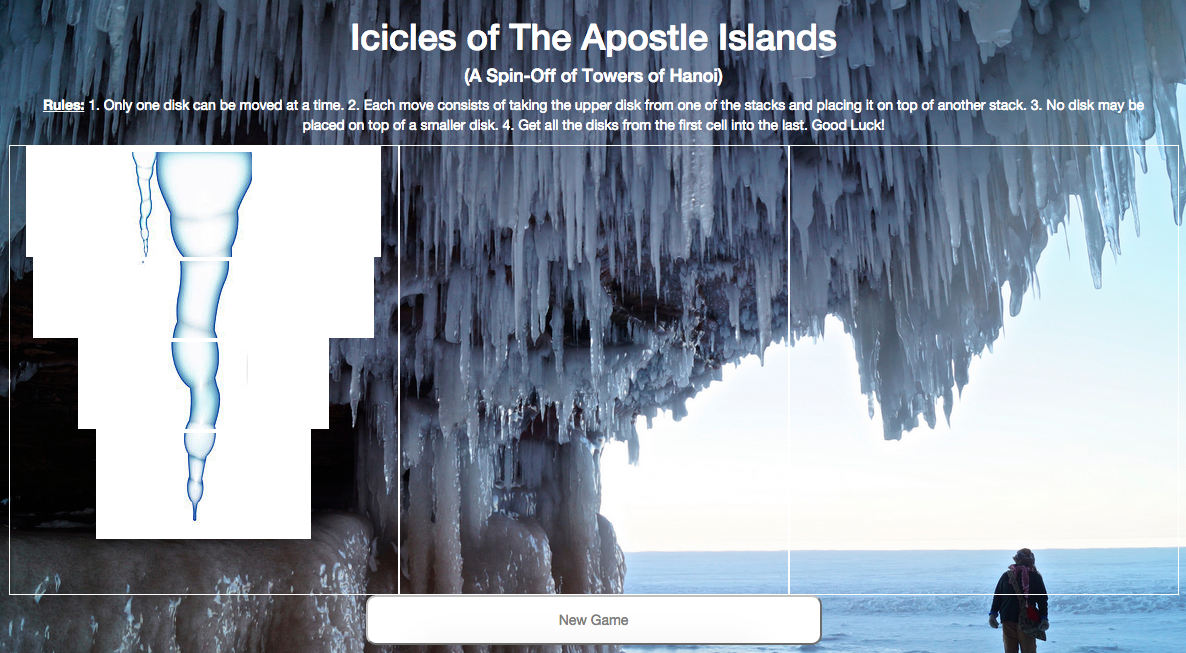 Icicles of The Apostle Islands
(A Spin-Off of Towers of Hanoi)
Rules: 1. Only one disk can be moved at a time. 2. Each move consists of taking the upper disk from one of the stacks and placing it on top of another stack. 3. No disk may be
placed on top of a smaller disk. 4. Get all the disks from the first cell into the last. Good Luck!
New Game